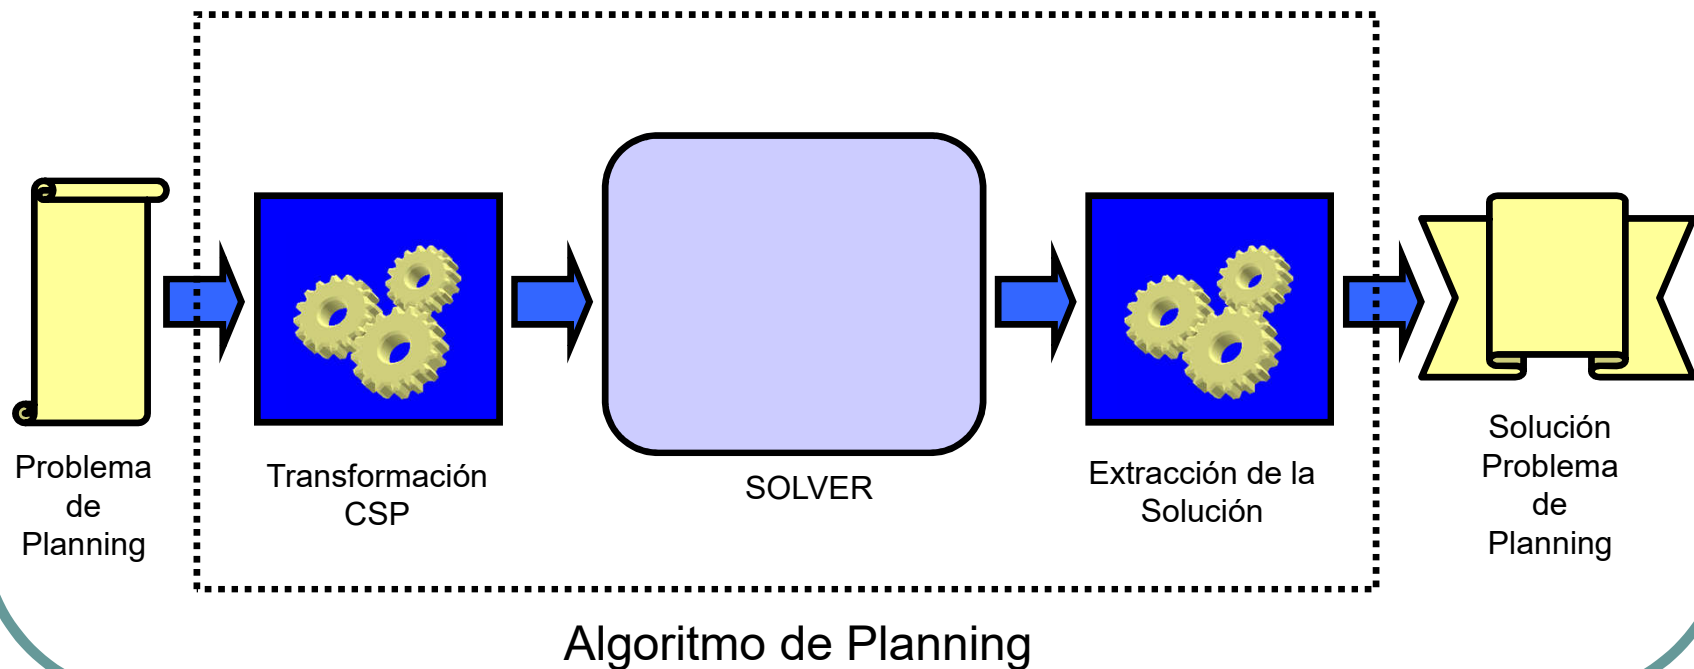 Problema
de
Planning
Transformación
CSP
SOLVER
Extracción de la
Solución
Solución
Problema
de
Planning
Algoritmo de Planning